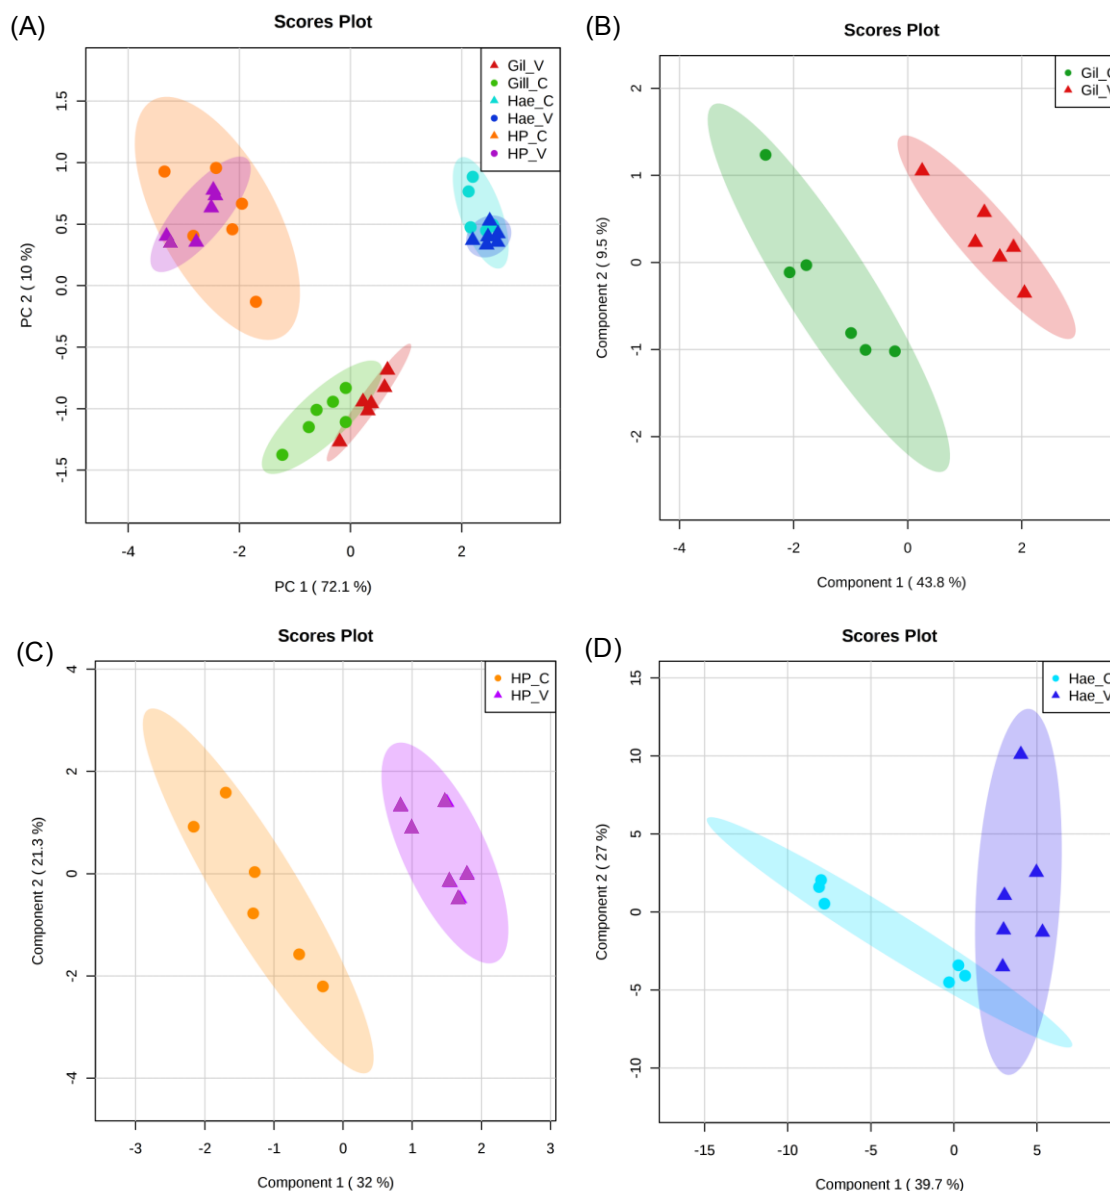 (A)
Scores Plot
Gil_V
Gill_C
Hae_C
Hae_V
HP_C
HP_V
1.5
1.0
0.5
0.0
-0.5
-1.0
-1.5
PC 2 ( 10 %)
-4 -2 0 2
PC 1 ( 72.1 %)
(B)
Scores Plot
Gil_C
Gil_V
2
1
0
-1
-2
Component 2 ( 9.5 %)
-4 -2 0 2
Component 1 ( 43.8 %)
(C)
Scores Plot
HP_C
HP_V
4
2
0
-2
-4
Component 2 ( 21.3 %)
-3 -2 -1 0 1 2 3
Component 1 ( 32 %)
(D)
Scores Plot
Hae_C
Hae_V
15
10
5
0
-5
-10
Component 2 ( 27 %)
-15 -10 -5 0 5
Component 1 ( 39.7 %)